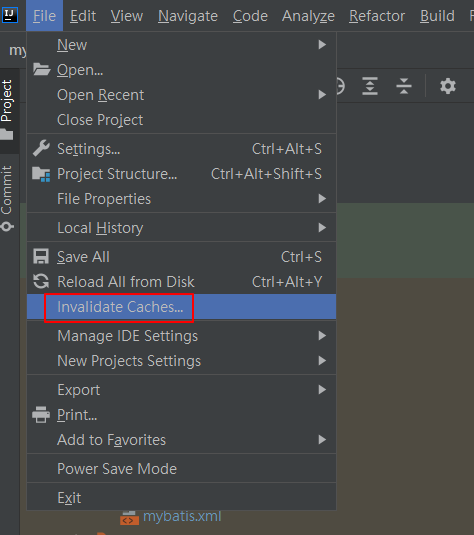 IJ File Edit View Navigate Code Analyze Refactor Build
my
Project
Commit
New
Open...
Open Recent
Close Project
Settings... Ctrl+Alt+S
Project Structure... Ctrl+Alt+Shift+S
File Properties
Local History
Save All Ctrl+S
Reload All from Disk Ctrl+Alt+Y
Invalidate Caches...
Manage IDE Settings
New Projects Settings
Export
Print...
Add to Favorites
Power Save Mode
Exit
mybatis.xml